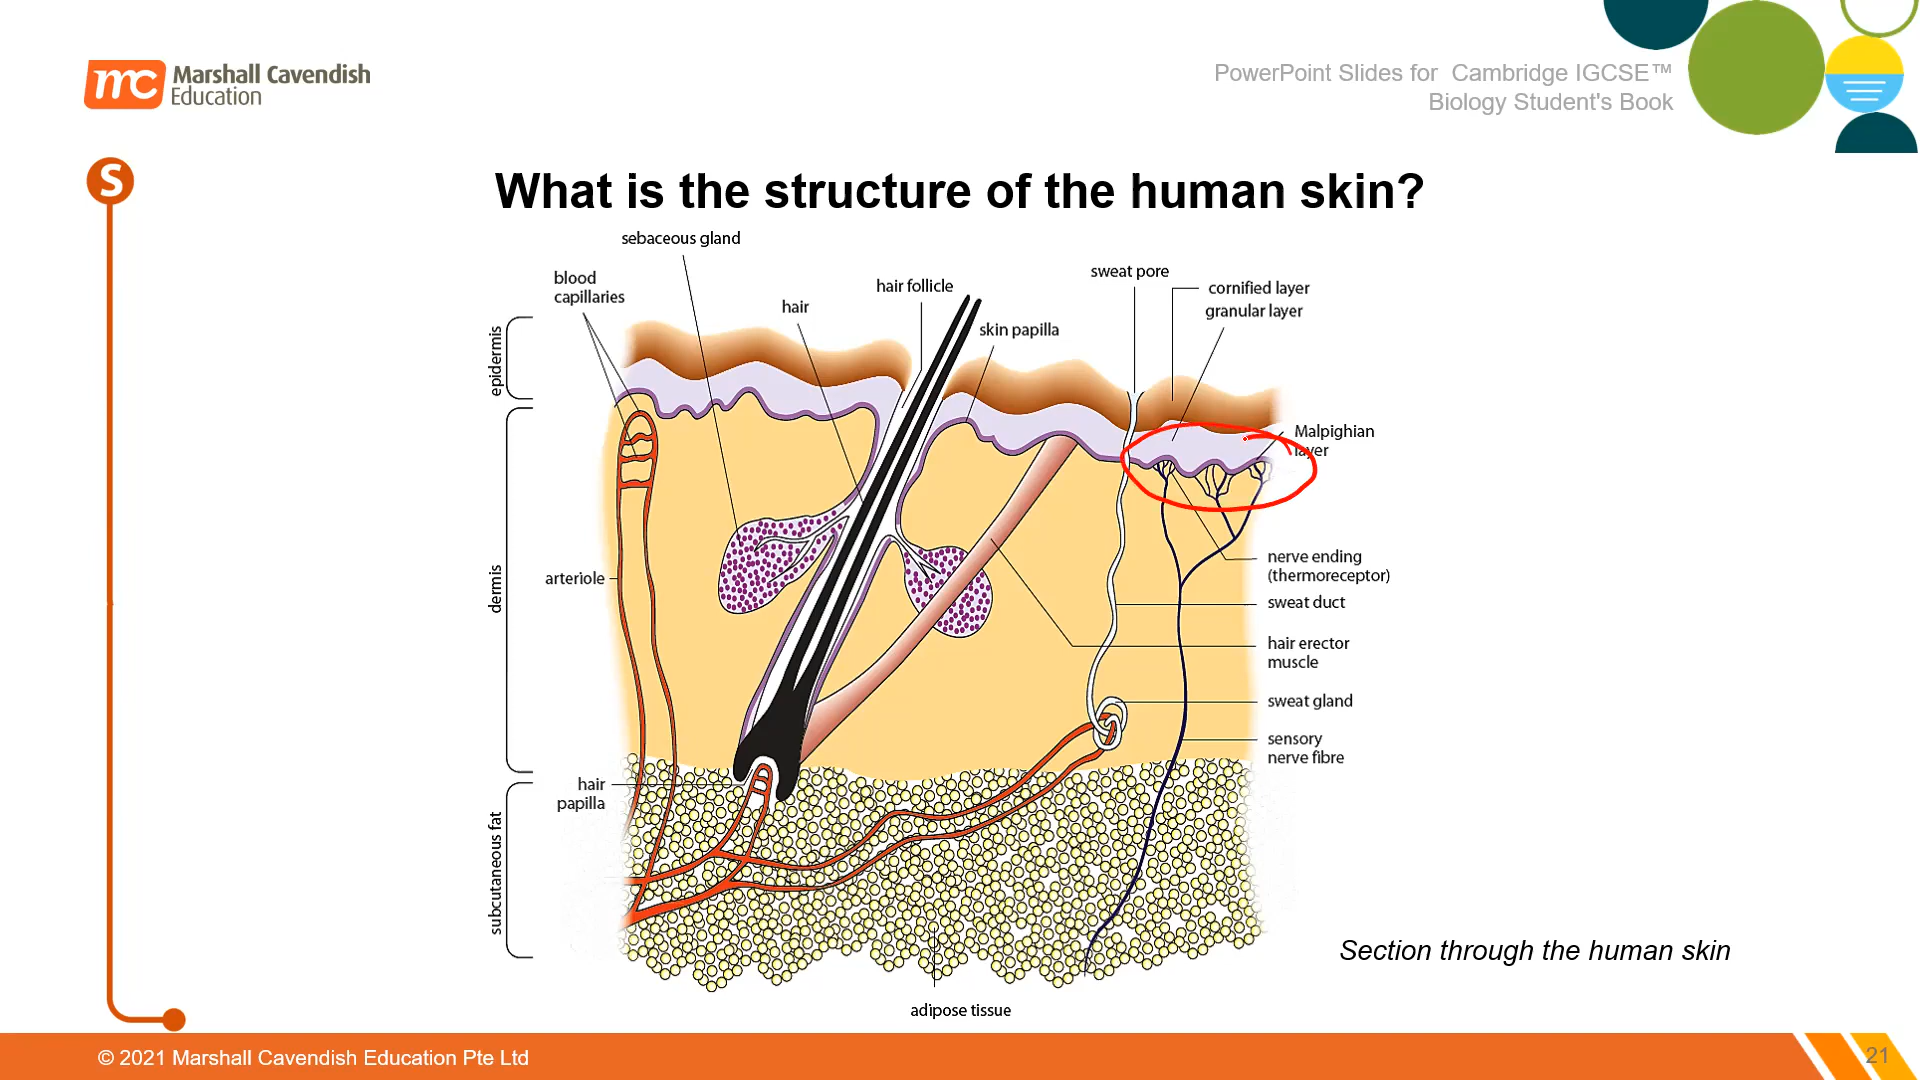 mc Marshall Cavendish
Education
PowerPoint Slides for Cambridge IGCSE™
Biology Student's Book
S
What is the structure of the human skin?
sebaceous gland
blood
capillaries
hair
hair follicle
skin papilla
sweat pore
cornified layer
granular layer
Malpighian
layer
epidermis
dermis
subcutaneous fat
arteriole
hair
papilla
nerve ending
(thermoreceptor)
sweat duct
hair erector
muscle
sweat gland
sensory
nerve fibre
adipose tissue
Section through the human skin
© 2021 Marshall Cavendish Education Pte Ltd
21